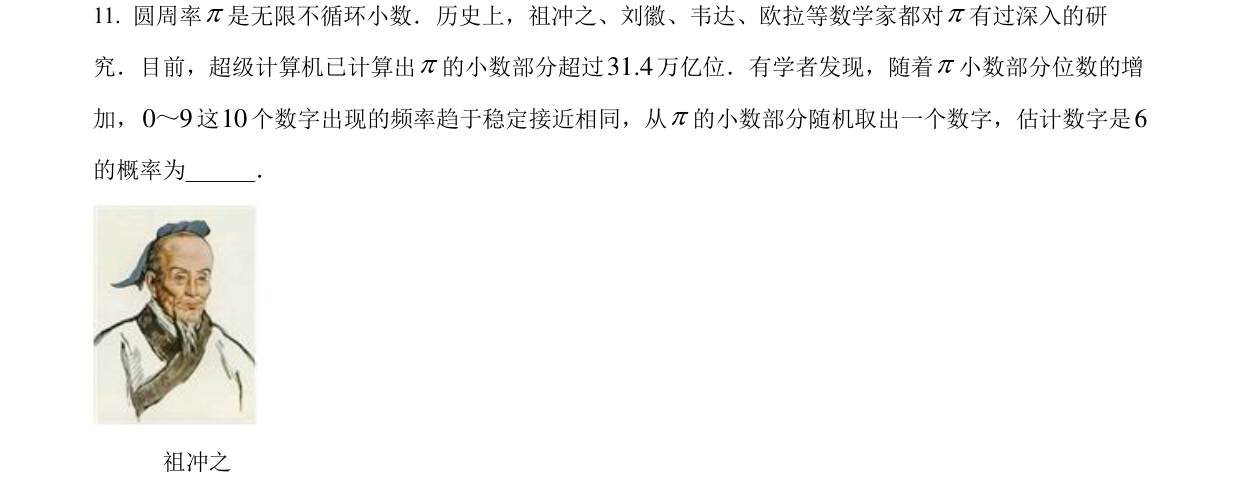 11. 圆周率π是无限不循环小数．历史上，祖冲之、刘徽、韦达、欧拉等数学家都对π有过深入的研
究．目前，超级计算机已计算出π的小数部分超过31.4万亿位．有学者发现，随着π小数部分位数的增
加，0～9这10个数字出现的频率趋于稳定接近相同，从π的小数部分随机取出一个数字，估计数字是6
的概率为______．
祖冲之